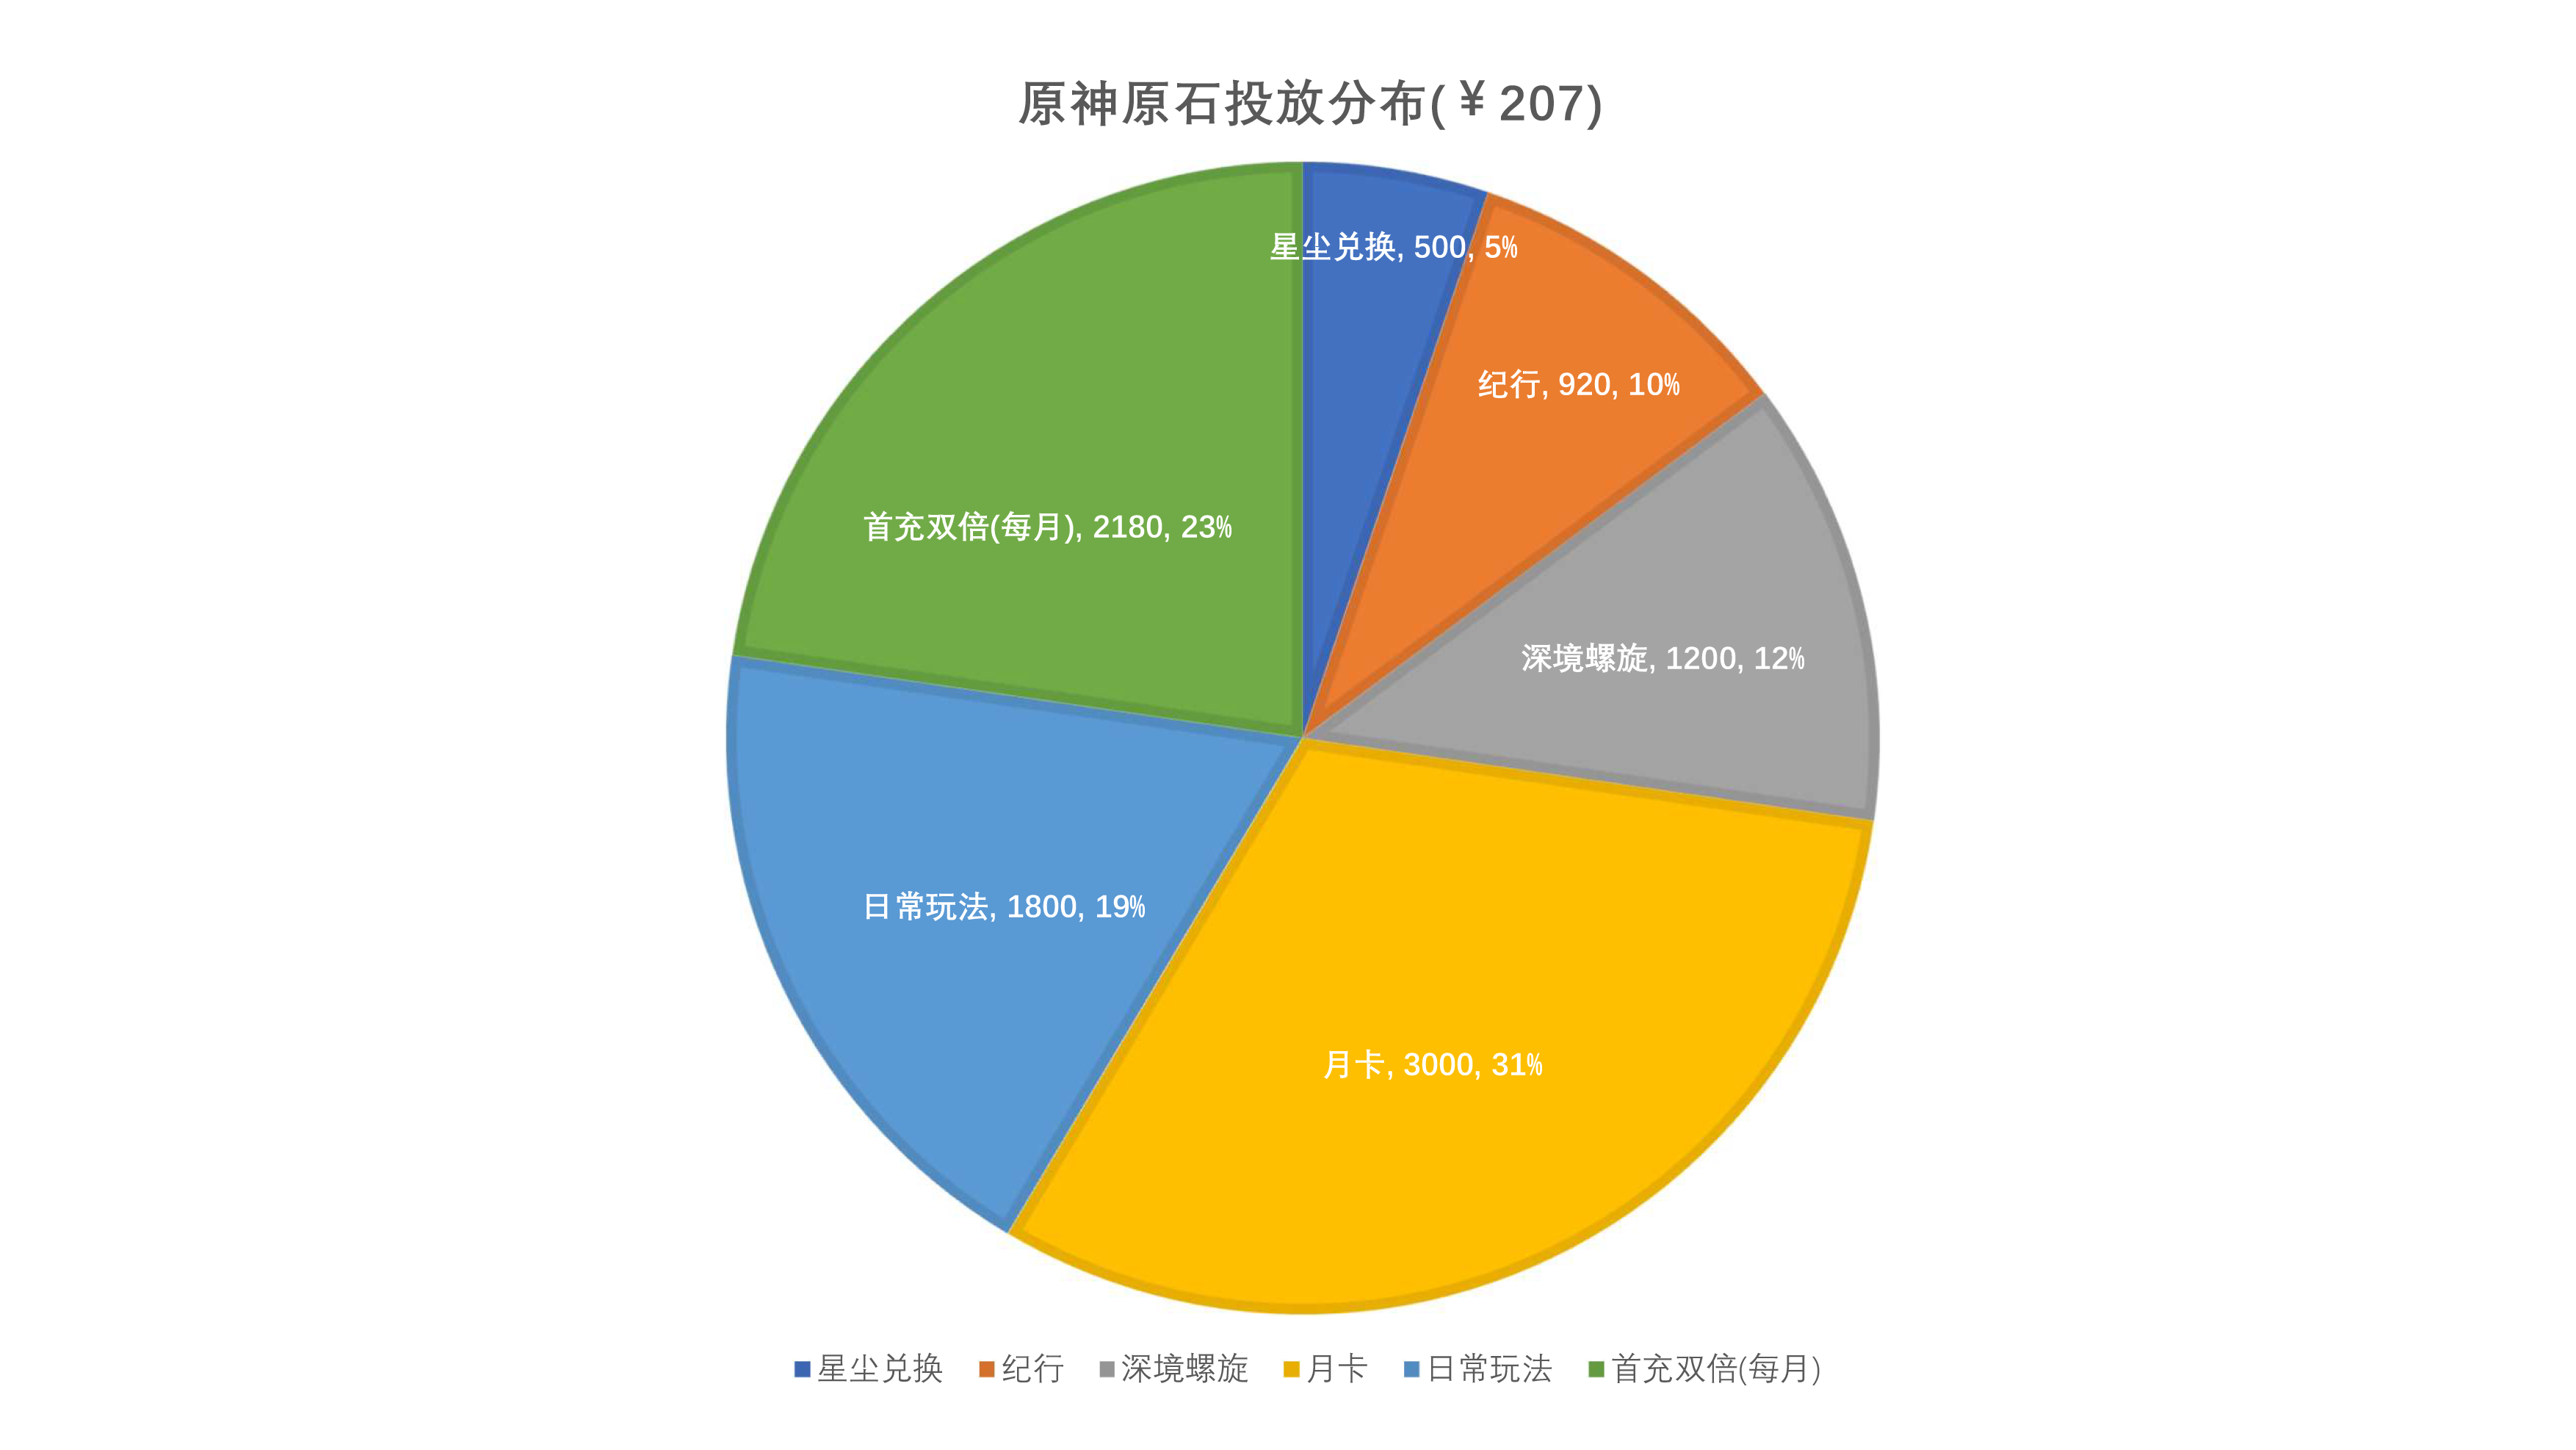 原神原石投放分布(￥207)
星尘兑换, 500, 5%
纪行, 920, 10%
首充双倍(每月), 2180, 23%
深境螺旋, 1200, 12%
日常玩法, 1800, 19%
月卡, 3000, 31%
星尘兑换 纪行 深境螺旋 月卡 日常玩法 首充双倍(每月)